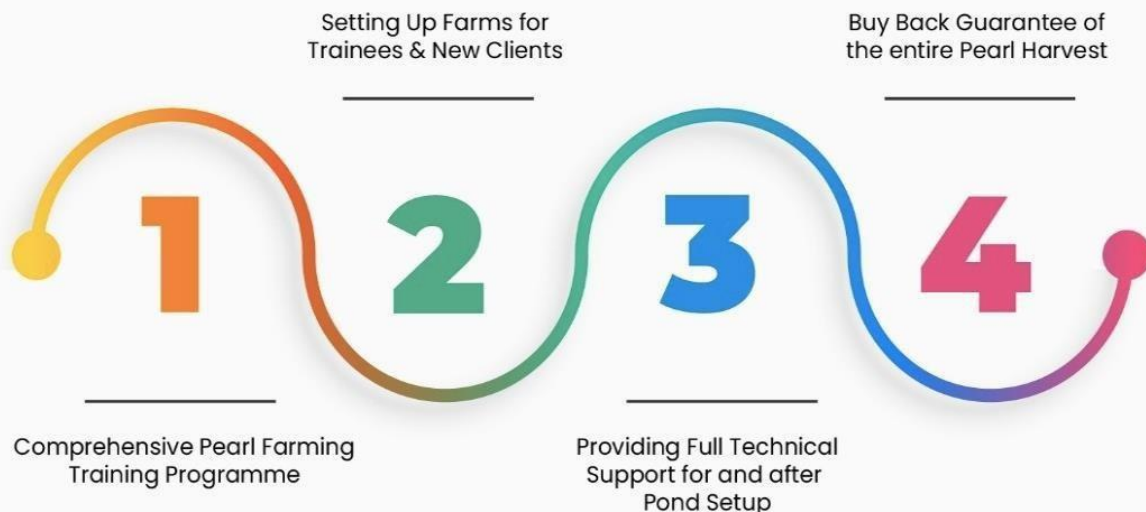 1
Comprehensive Pearl Farming
Training Programme
Setting Up Farms for
Trainees & New Clients
2
3
Providing Full Technical
Support for and after
Pond Setup
Buy Back Guarantee of
the entire Pearl Harvest
4